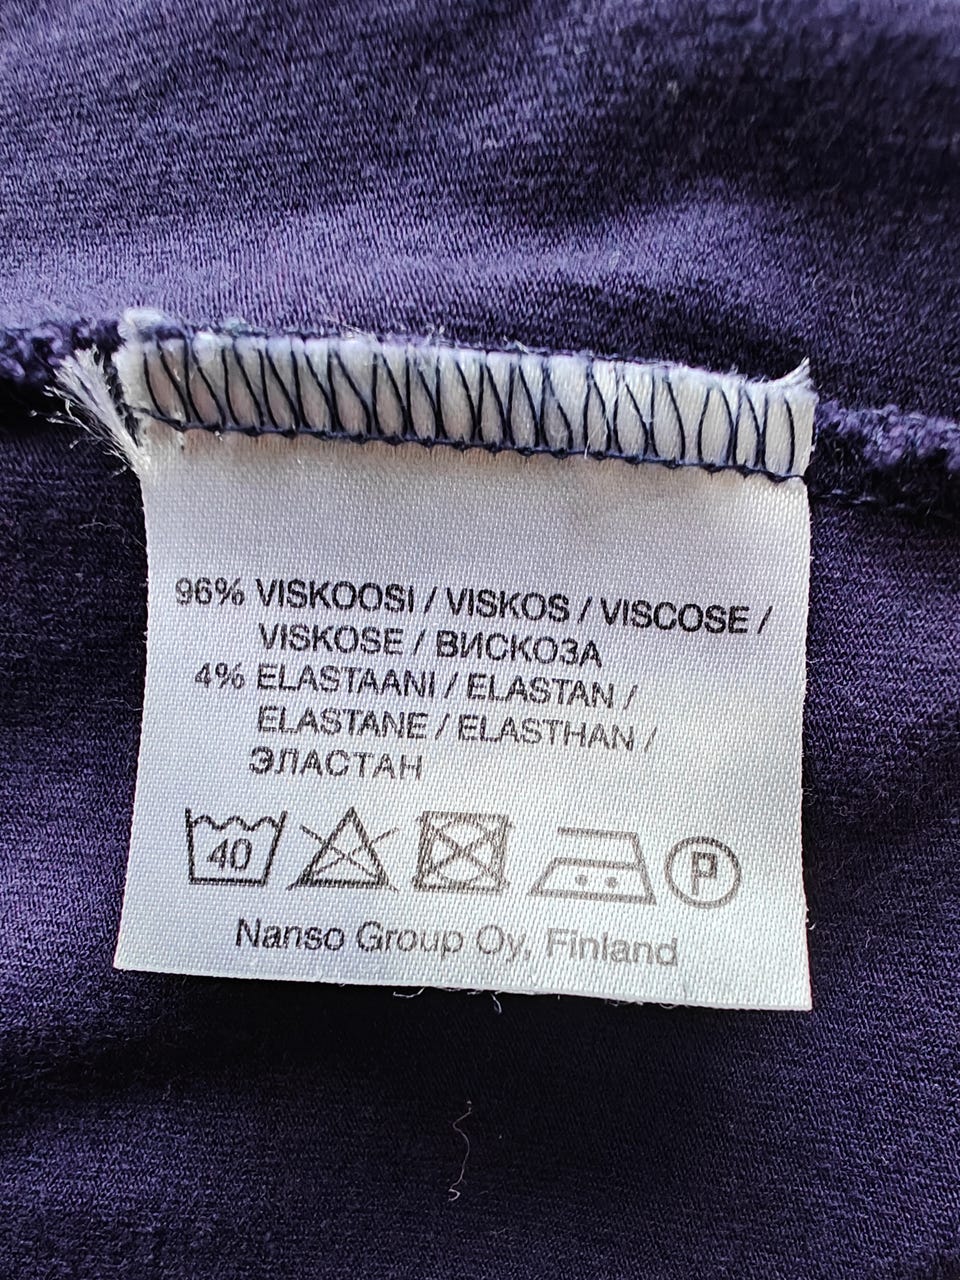 96% VISKOOSI / VISKOS / VISCOSE /
VISKOSE / ВИСКОЗА
4% ELASTAANI / ELASTAN /
ELASTANE / ELASTHAN /
ЭЛАСТАН
40 P
Nanso Group Oy, Finland